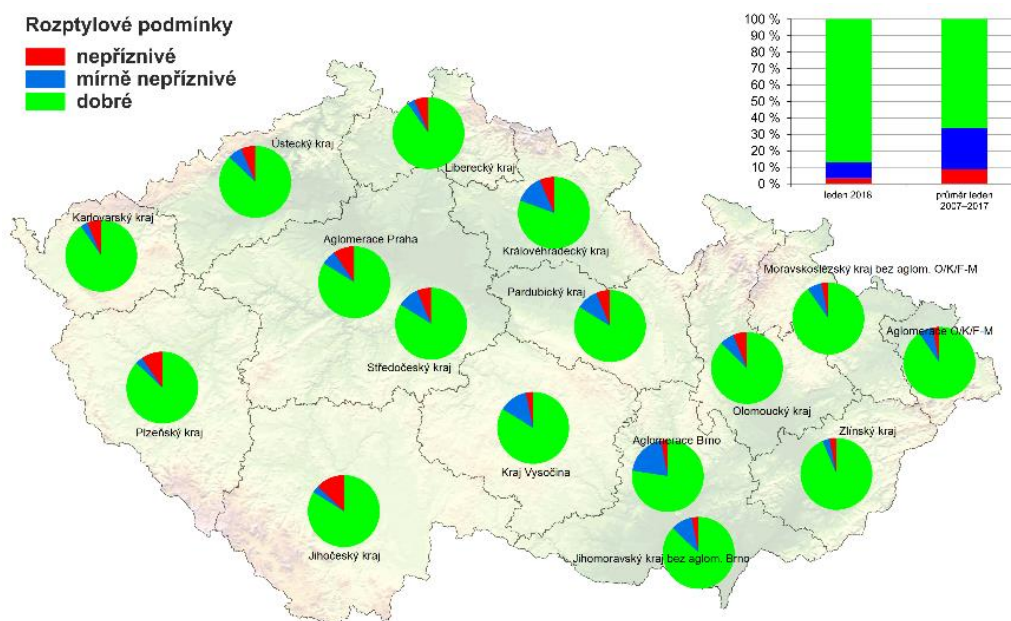 Rozptylové podmínky
nepříznivé
mírně nepříznivé
dobré
100 %
90 %
80 %
70 %
60 %
50 %
40 %
30 %
20 %
10 %
0 %
leden 2018
průměr leden
2007–2017
Ústecký kraj
Liberecký kraj
Karlovarský kraj
Aglomerace Praha
Královéhradecký kraj
Moravskoslezský kraj bez aglom. O/K/F-M
Pardubický kraj
Aglomerace O/K/F-M
Středočeský kraj
Olomoucký kraj
Plzeňský kraj
Zlínský kraj
Aglomerace Brno
Kraj Vysočina
Jihočeský kraj
Jihomoravský kraj bez aglom. Brno